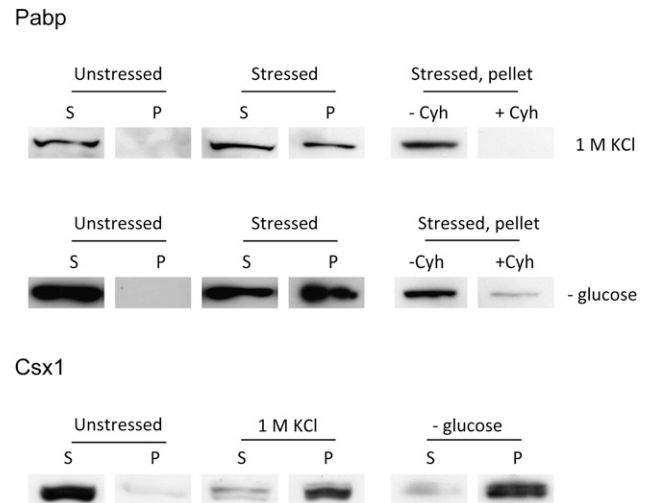 Pabp
Unstressed Stressed Stressed, pellet
S P S P - Cyh + Cyh
1 M KCl
Unstressed Stressed Stressed, pellet
S P S P -Cyh +Cyh
- glucose
Csx1
Unstressed 1 M KCl - glucose
S P S P S P